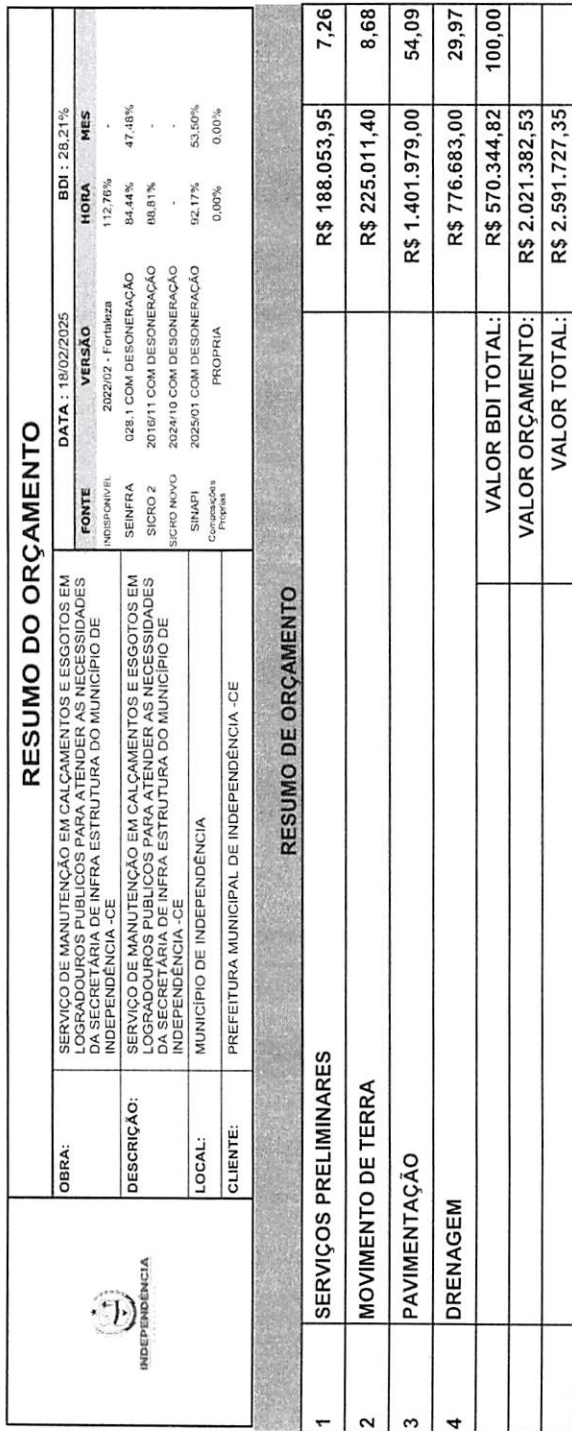 RESUMO DO ORÇAMENTO
INDEPENDÊNCIA
OBRA:
SERVIÇO DE MANUTENÇÃO EM CALÇAMENTOS E ESGOTOS EM
LOGRADOUROS PUBLICOS PARA ATENDER AS NECESSIDADES
DA SECRETÁRIA DE INFRA ESTRUTURA DO MUNICÍPIO DE
INDEPENDÊNCIA -CE
DESCRIÇÃO:
SERVIÇO DE MANUTENÇÃO EM CALÇAMENTOS E ESGOTOS EM
LOGRADOUROS PUBLICOS PARA ATENDER AS NECESSIDADES
DA SECRETÁRIA DE INFRA ESTRUTURA DO MUNICÍPIO DE
INDEPENDÊNCIA -CE
LOCAL: MUNICÍPIO DE INDEPENDÊNCIA
CLIENTE: PREFEITURA MUNICIPAL DE INDEPENDÊNCIA -CE
DATA : 18/02/2025 BDI : 28,21%
FONTE VERSÃO HORA MES
INDISPONIVEL 2022/02 - Fortaleza 112,76% -
SEINFRA 028.1 COM DESONERAÇÃO 84,44% 47,48%
SICRO 2 2016/11 COM DESONERAÇÃO 88,81% -
SICRO NOVO 2024/10 COM DESONERAÇÃO - -
SINAPI 2025/01 COM DESONERAÇÃO 92,17% 53,50%
Composições Próprias PROPRIA 0,00% 0,00%
RESUMO DE ORÇAMENTO
1 SERVIÇOS PRELIMINARES R$ 188.053,95 7,26
2 MOVIMENTO DE TERRA R$ 225.011,40 8,68
3 PAVIMENTAÇÃO R$ 1.401.979,00 54,09
4 DRENAGEM R$ 776.683,00 29,97
VALOR BDI TOTAL: R$ 570.344,82 100,00
VALOR ORÇAMENTO: R$ 2.021.382,53
VALOR TOTAL: R$ 2.591.727,35